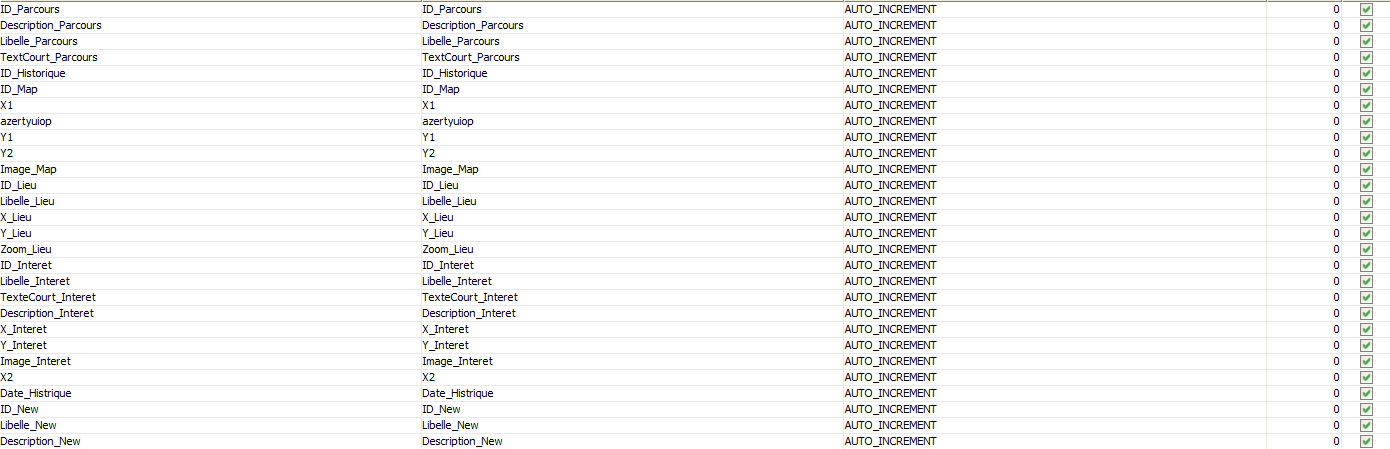 ID_Parcours ID_Parcours AUTO_INCREMENT 0
Description_Parcours Description_Parcours AUTO_INCREMENT 0
Libelle_Parcours Libelle_Parcours AUTO_INCREMENT 0
TextCourt_Parcours TextCourt_Parcours AUTO_INCREMENT 0
ID_Historique ID_Historique AUTO_INCREMENT 0
ID_Map ID_Map AUTO_INCREMENT 0
X1 X1 AUTO_INCREMENT 0
azertyuiop azertyuiop AUTO_INCREMENT 0
Y1 Y1 AUTO_INCREMENT 0
Y2 Y2 AUTO_INCREMENT 0
Image_Map Image_Map AUTO_INCREMENT 0
ID_Lieu ID_Lieu AUTO_INCREMENT 0
Libelle_Lieu Libelle_Lieu AUTO_INCREMENT 0
X_Lieu X_Lieu AUTO_INCREMENT 0
Y_Lieu Y_Lieu AUTO_INCREMENT 0
Zoom_Lieu Zoom_Lieu AUTO_INCREMENT 0
ID_Interet ID_Interet AUTO_INCREMENT 0
Libelle_Interet Libelle_Interet AUTO_INCREMENT 0
TexteCourt_Interet TexteCourt_Interet AUTO_INCREMENT 0
Description_Interet Description_Interet AUTO_INCREMENT 0
X_Interet X_Interet AUTO_INCREMENT 0
Y_Interet Y_Interet AUTO_INCREMENT 0
Image_Interet Image_Interet AUTO_INCREMENT 0
X2 X2 AUTO_INCREMENT 0
Date_Histrique Date_Histrique AUTO_INCREMENT 0
ID_New ID_New AUTO_INCREMENT 0
Libelle_New Libelle_New AUTO_INCREMENT 0
Description_New Description_New AUTO_INCREMENT 0